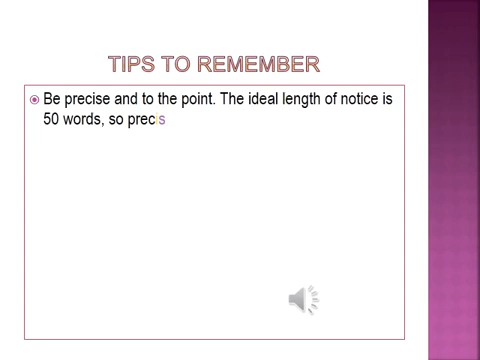 TIPS TO REMEMBER
Be precise and to the point. The ideal length of notice is
50 words, so precis